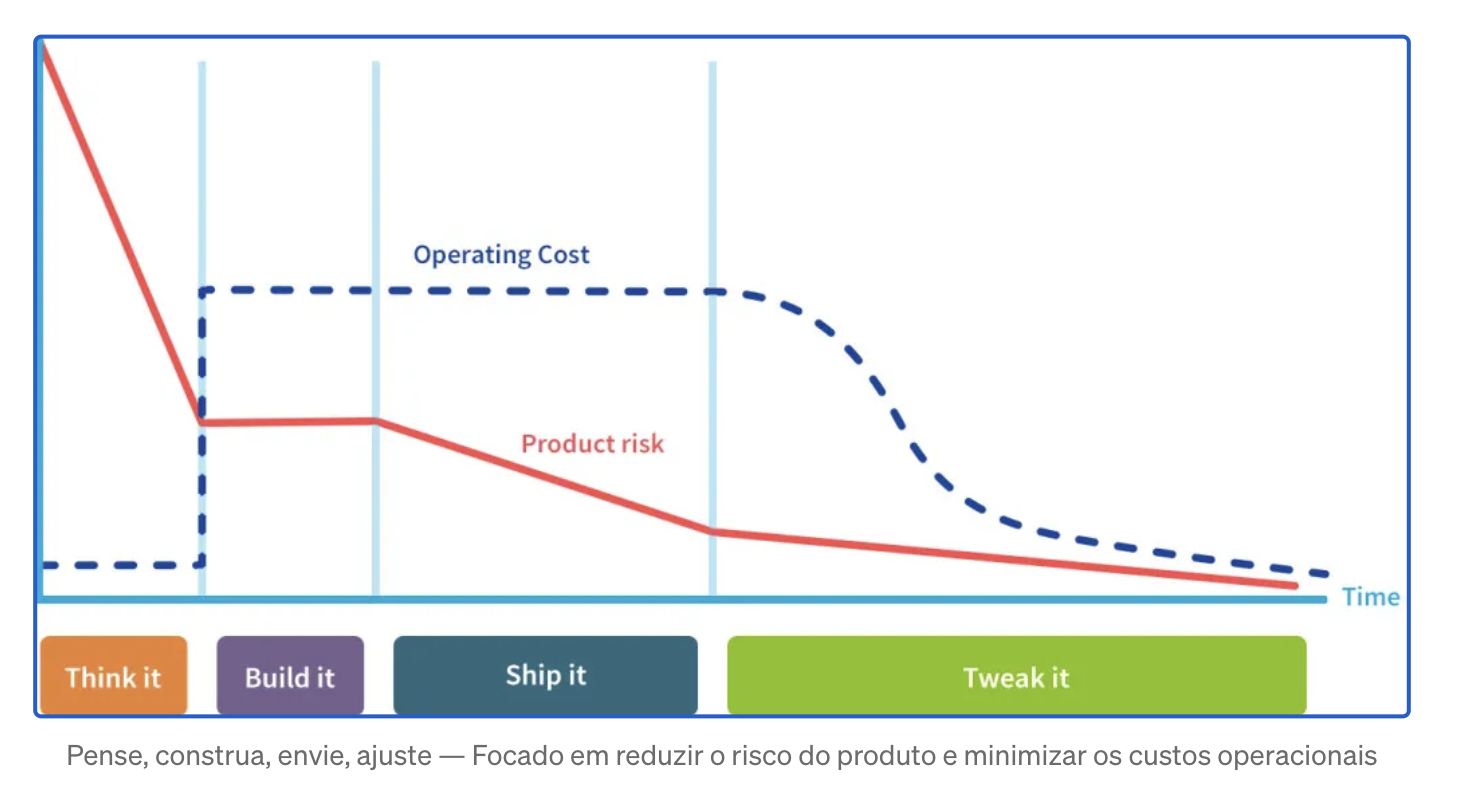 Operating Cost
Product risk
Time
Think it
Build it
Ship it
Tweak it
Pense, construa, envie, ajuste — Focado em reduzir o risco do produto e minimizar os custos operacionais